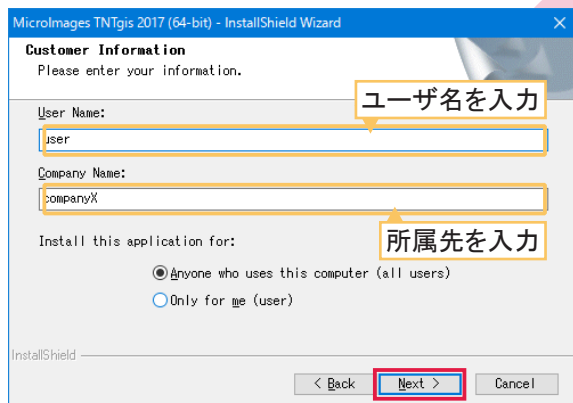 MicroImages TNTgis 2017 (64-bit) - InstallShield Wizard
Customer Information
Please enter your information.
ユーザ名を入力
User Name:
user
Company Name:
companyX
所属先を入力
Install this application for:
Anyone who uses this computer (all users)
Only for me (user)
InstallShield
< Back
Next >
Cancel